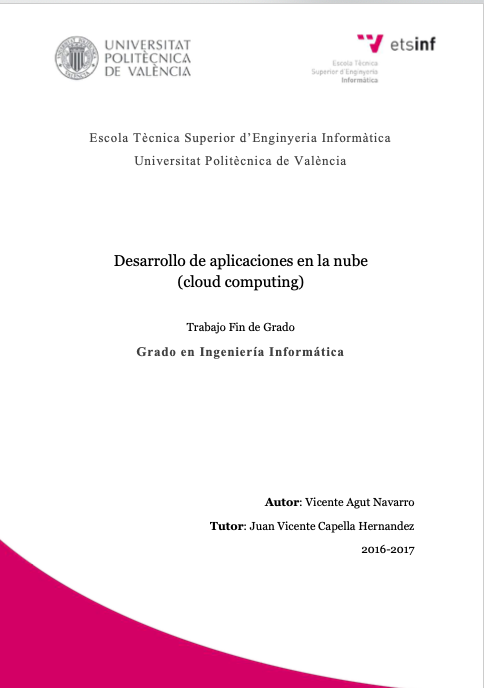 UNIVERSITAT
POLITÈCNICA
DE VALÈNCIA
etsinf
Escola Tècnica
Superior d'Enginyeria
Informàtica
Escola Tècnica Superior d'Enginyeria Informàtica
Universitat Politècnica de València
Desarrollo de aplicaciones en la nube
(cloud computing)
Trabajo Fin de Grado
Grado en Ingeniería Informática
Autor: Vicente Agut Navarro
Tutor: Juan Vicente Capella Hernandez
2016-2017